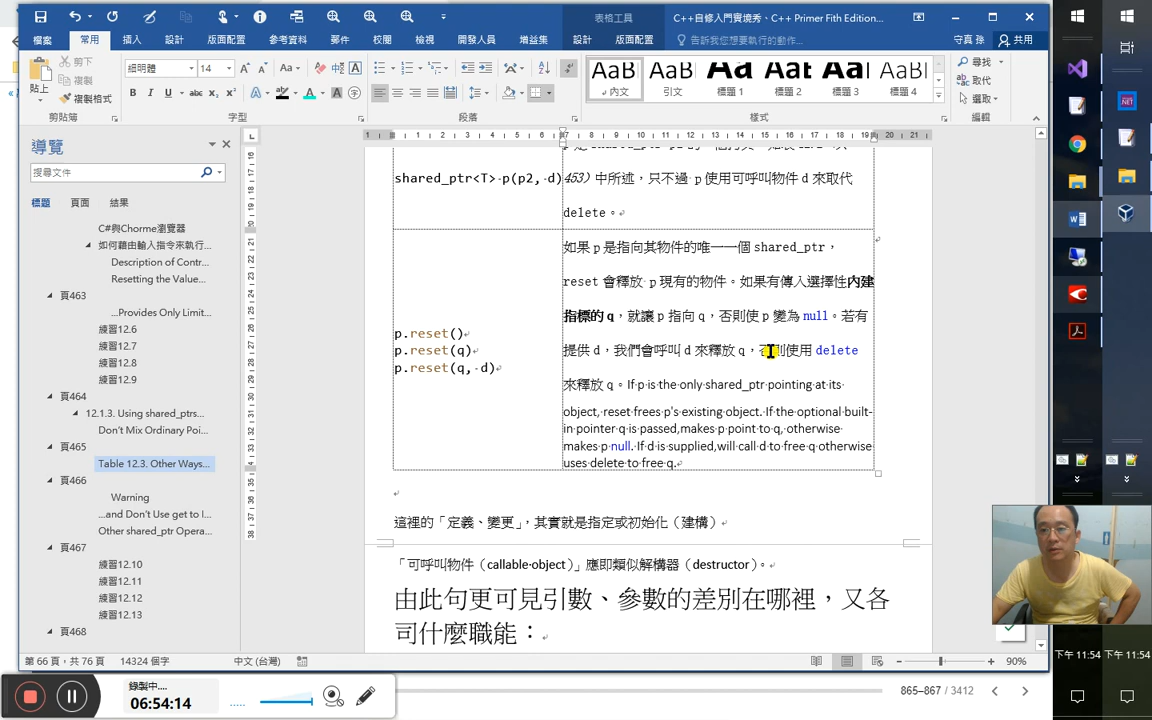 表格工具
C++自修入門實境秀、C++ Primer Fifth Edition...
檔案
常用
插入
設計
版面配置
參考資料
郵件
校閱
檢視
開發人員
增益集
設計
版面配置
告訴我您想要執行的動作...
守真 孫
共用
貼上
剪下
複製
複製格式
剪貼簿
細明體
14
字型
段落
AaB
內文
AaB
引文
Aa
標題 1
Aat
標題 2
Aal
標題 3
AaBl
標題 4
樣式
尋找
取代
選取
編輯
導覽
搜尋文件
標題
頁面
結果
C#與Chorme瀏覽器
如何藉由輸入指令來執行...
Description of Contr...
Resetting the Value...
頁463
...Provides Only Limit...
練習12.6
練習12.7
練習12.8
練習12.9
頁464
12.1.3. Using shared_ptrs...
Don't Mix Ordinary Poi...
頁465
Table 12.3. Other Ways...
頁466
Warning
...and Don't Use get to I...
Other shared_ptr Opera...
頁467
練習12.10
練習12.11
練習12.12
練習12.13
頁468
shared_ptr<T> p(p2, d)
453) 中所述，只不過 p 使用可呼叫物件 d 來取代
delete。
p.reset()
p.reset(q)
p.reset(q, d)
如果 p 是指向其物件的唯一一個 shared_ptr，
reset 會釋放 p 現有的物件。如果有傳入選擇性內建
指標的 q，就讓 p 指向 q，否則使 p 變為 null。若有
提供 d，我們會呼叫 d 來釋放 q，否則使用 delete
來釋放 q。If p is the only shared_ptr pointing at its
object, reset frees p's existing object. If the optional built-
in pointer q is passed,makes p point to q, otherwise
makes p null. If d is supplied,will call d to free q otherwise
uses delete to free q.
這裡的「定義、變更」，其實就是指定或初始化（建構）
「可呼叫物件（callable object）」應即類似解構器（destructor）。
由此句更可見引數、參數的差別在哪裡，又各
司什麼職能：
第 66 頁，共 76 頁
14324 個字
中文 (台灣)
90%
錄製中....
06:54:14
865–867 / 3412
下午 11:54
下午 11:54